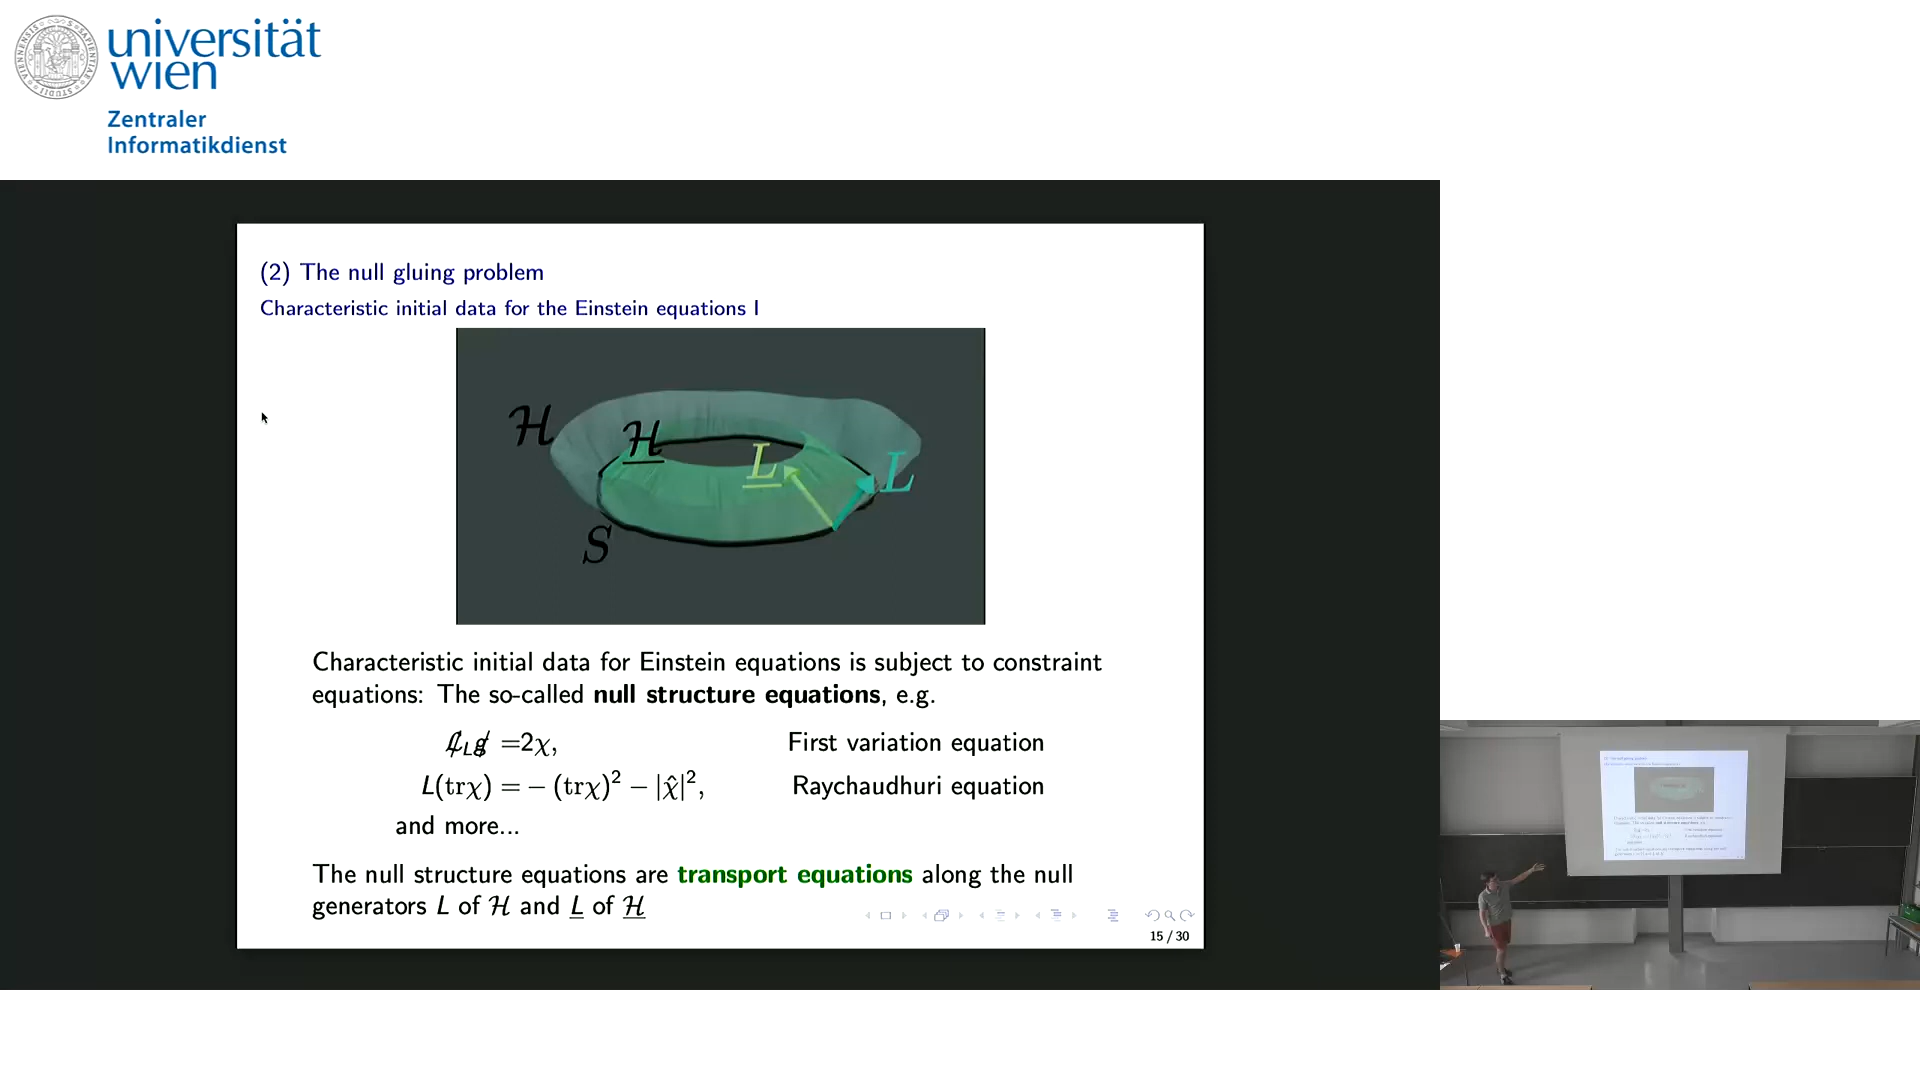 universität
wien
Zentraler
Informatikdienst
(2) The null gluing problem
Characteristic initial data for the Einstein equations I
ℋ
ℋ̲
L̲
L
S
Characteristic initial data for Einstein equations is subject to constraint
equations: The so-called null structure equations, e.g.
ℒ̸_L g̸ =2χ, First variation equation
L(trχ) = − (trχ)² − |χ̂|², Raychaudhuri equation
and more...
The null structure equations are transport equations along the null
generators L of ℋ and L̲ of ℋ̲
15 / 30